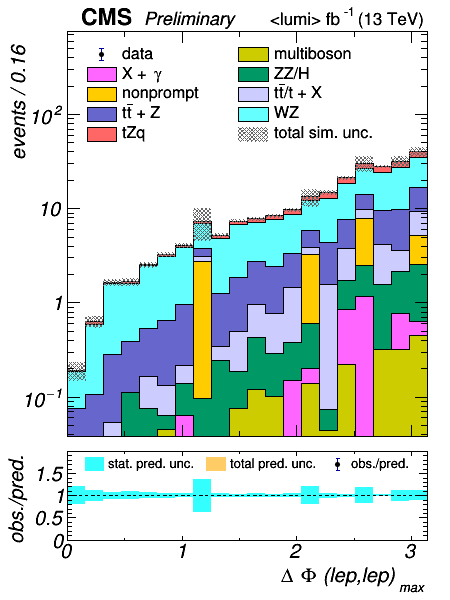 CMS Preliminary <lumi> fb⁻¹ (13 TeV)
events / 0.16
10²
10
1
10⁻¹
data
X + γ
nonprompt
tt̄ + Z
tZq
multiboson
ZZ/H
tt̄/t + X
WZ
total sim. unc.
obs./pred.
1.5
1
0.5
0
stat. pred. unc. total pred. unc. obs./pred.
0 1 2 3
Δ Φ (lep,lep)max